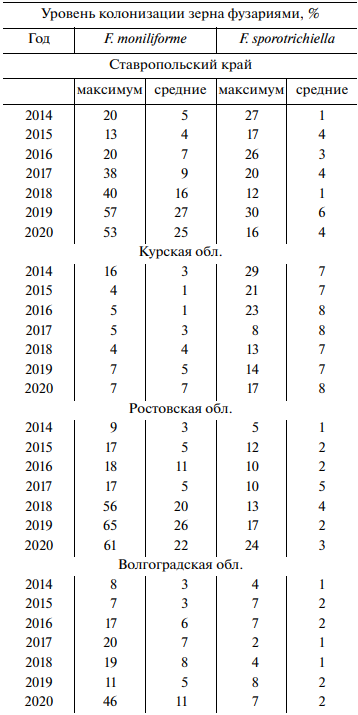 Уровень колонизации зерна фузариями, %
Год F. moniliforme F. sporotrichiella
Ставропольский край
максимум средние максимум средние
2014 20 5 27 1
2015 13 4 17 4
2016 20 7 26 3
2017 38 9 20 4
2018 40 16 12 1
2019 57 27 30 6
2020 53 25 16 4
Курская обл.
2014 16 3 29 7
2015 4 1 21 7
2016 5 1 23 8
2017 5 3 8 8
2018 4 4 13 7
2019 7 5 14 7
2020 7 7 17 8
Ростовская обл.
2014 9 3 5 1
2015 17 5 12 2
2016 18 11 10 2
2017 17 5 10 5
2018 56 20 13 4
2019 65 26 17 2
2020 61 22 24 3
Волгоградская обл.
2014 8 3 4 1
2015 7 3 7 2
2016 17 6 7 2
2017 20 7 2 1
2018 19 8 4 1
2019 11 5 8 2
2020 46 11 7 2